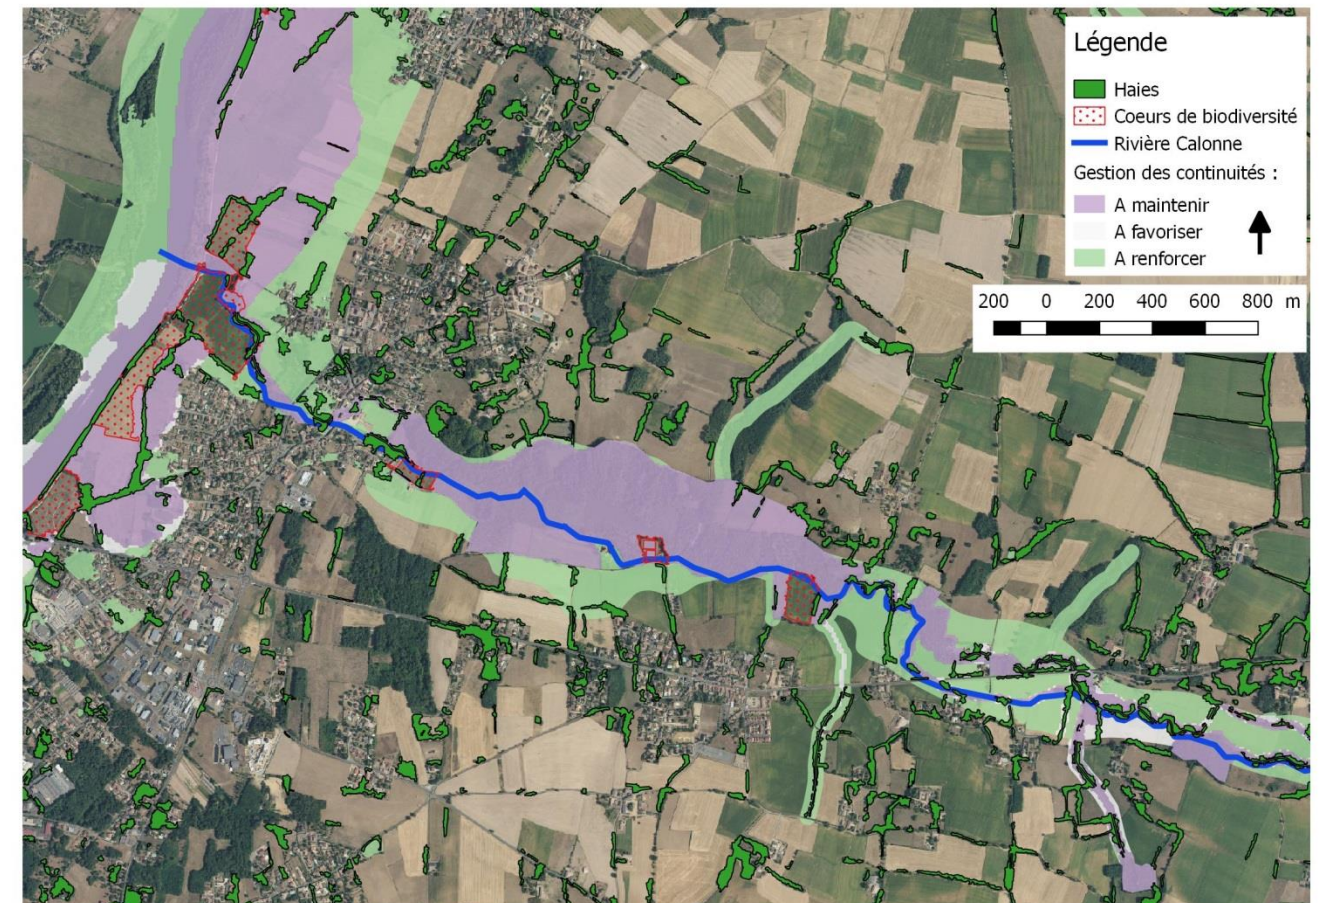 Légende
Haies
Coeurs de biodiversité
Rivière Calonne
Gestion des continuités :
A maintenir
A favoriser
A renforcer
200 0 200 400 600 800 m